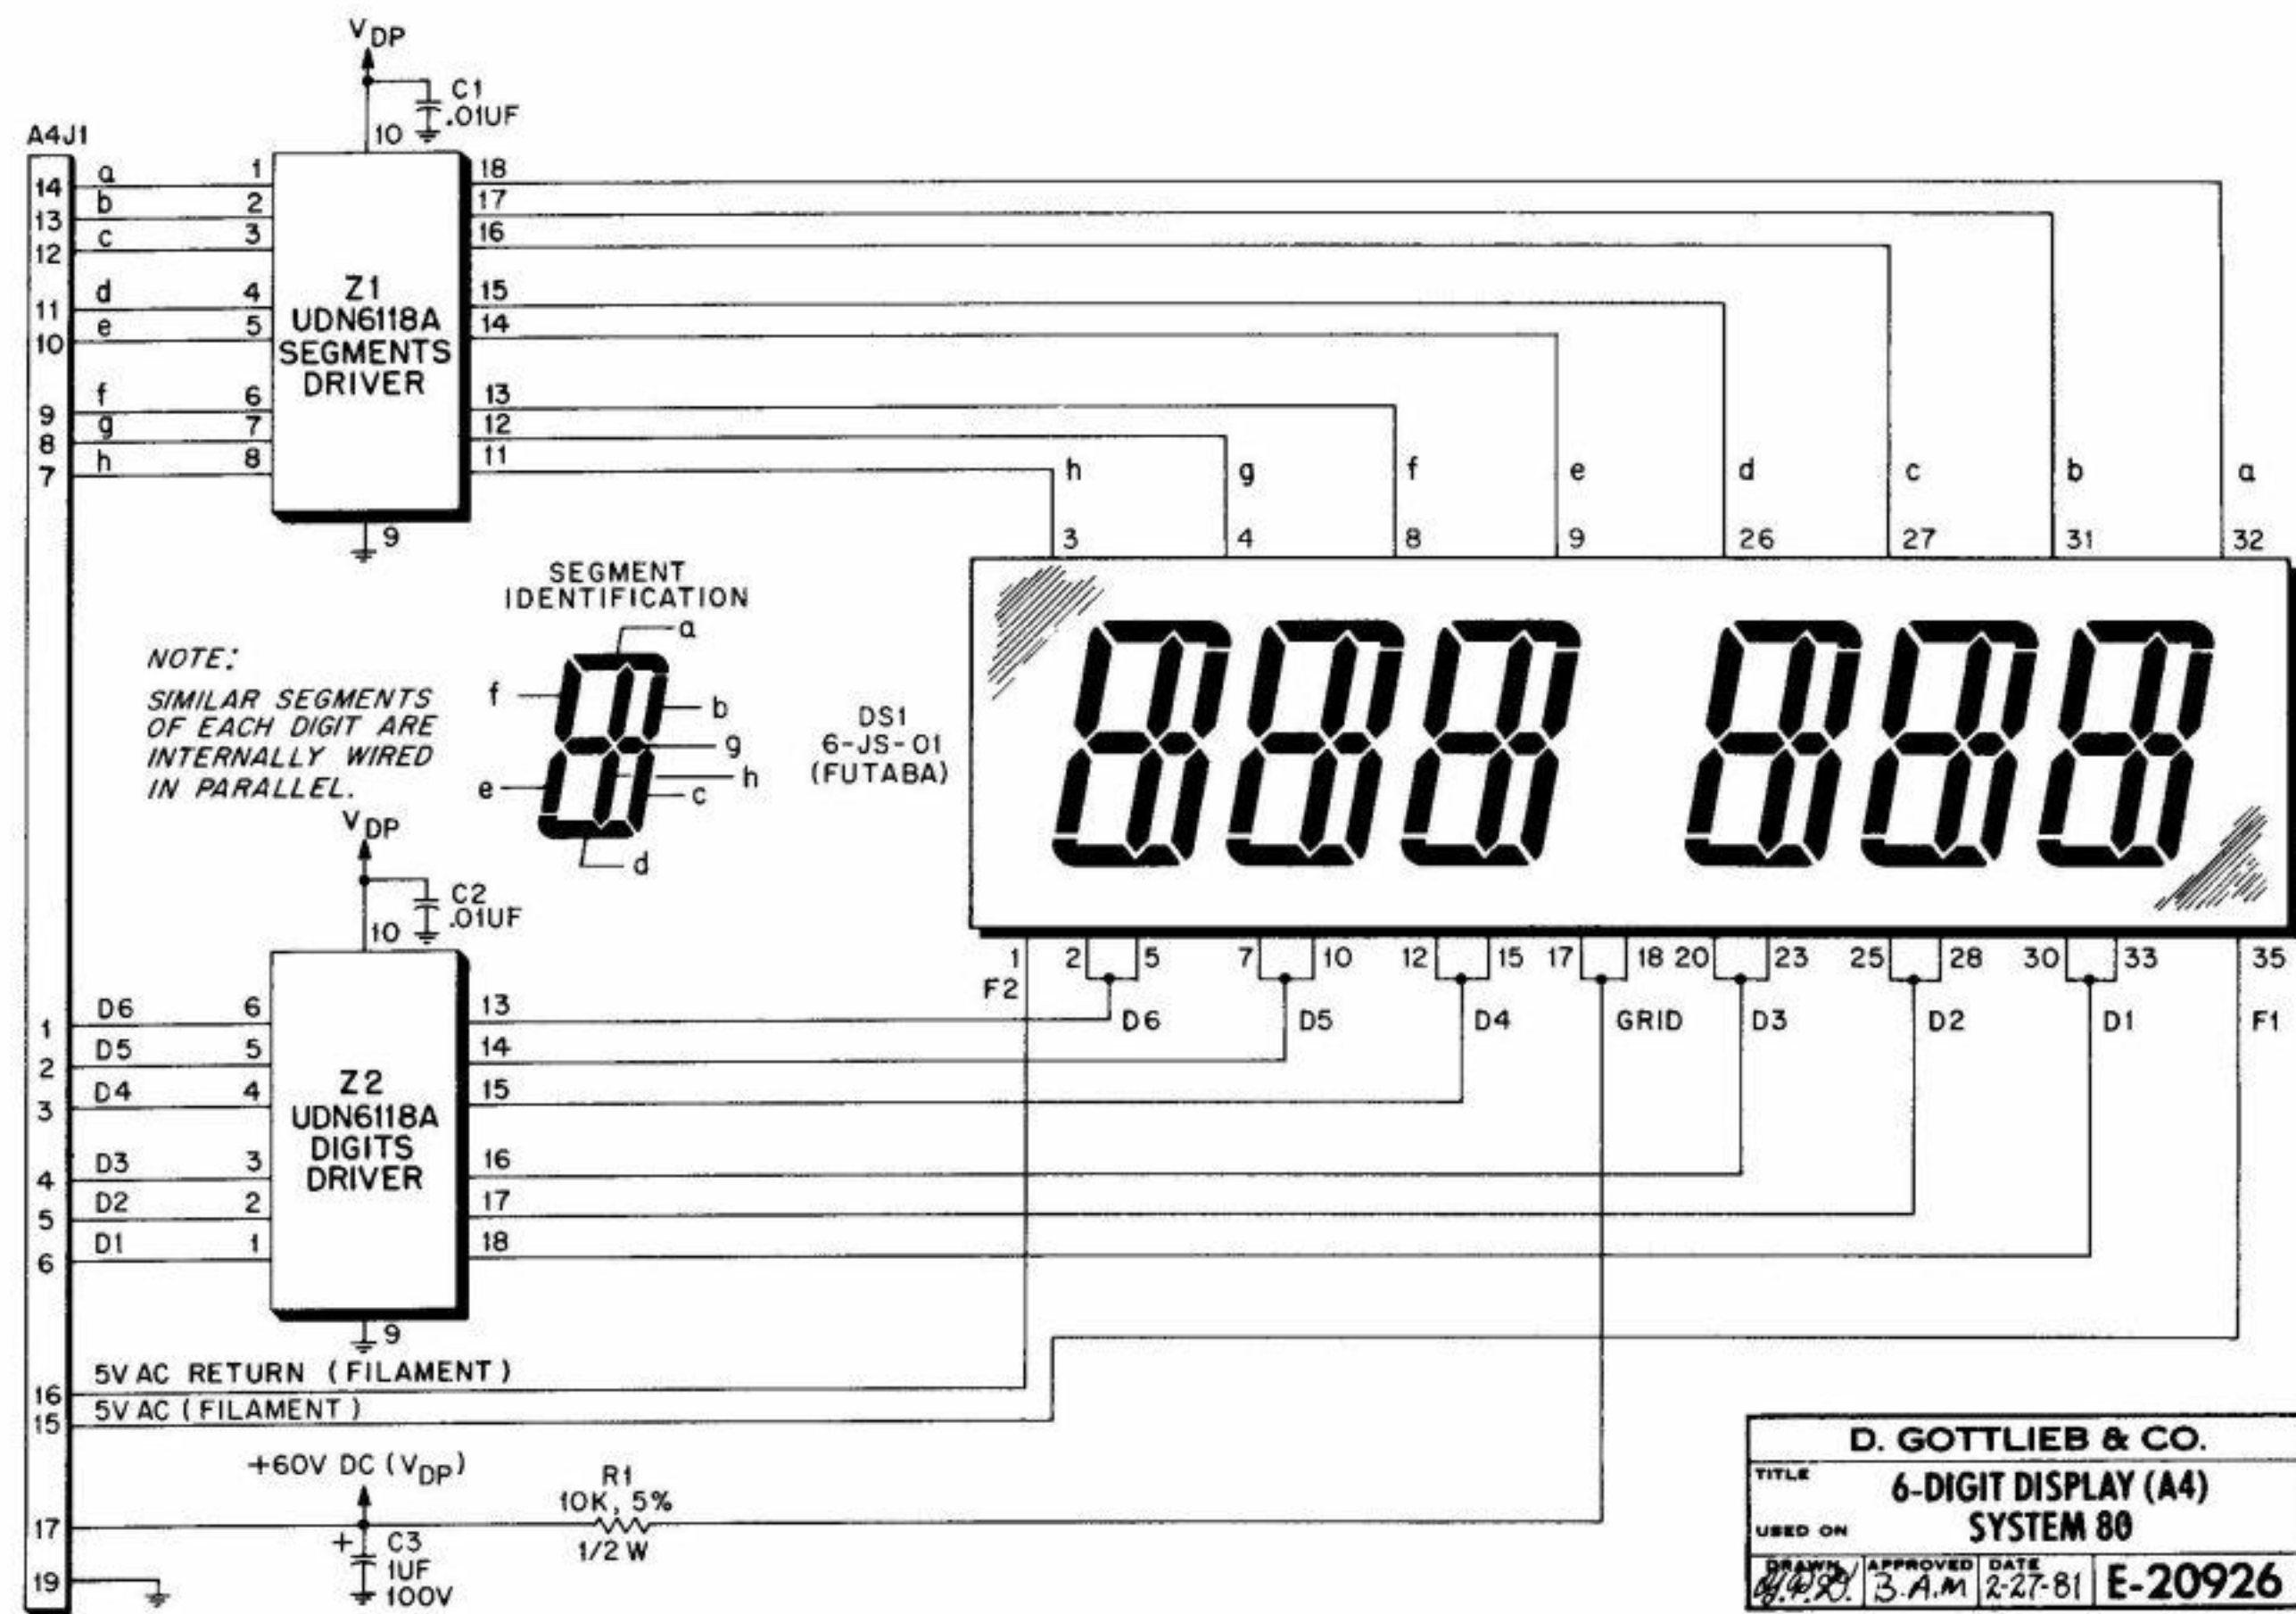 V DP
C1
.01UF
10
A4J1
14 a 1
13 b 2
12 c 3
11 d 4
10 e 5
9 f 6
8 g 7
7 h 8
Z1
UDN6118A
SEGMENTS
DRIVER
18
17
16
15
14
13
12
11
9
h g f e d c b a
3 4 8 9 26 27 31 32
SEGMENT
IDENTIFICATION
a
f
b
g
h
e
c
d
NOTE:
SIMILAR SEGMENTS
OF EACH DIGIT ARE
INTERNALLY WIRED
IN PARALLEL.
DS1
6-JS-01
(FUTABA)
V DP
C2
.01UF
10
1 2 5 7 10 12 15 17 18 20 23 25 28 30 33 35
F2 D6 D5 D4 GRID D3 D2 D1 F1
1 D6 6
2 D5 5
3 D4 4
4 D3 3
5 D2 2
6 D1 1
Z2
UDN6118A
DIGITS
DRIVER
13
14
15
16
17
18
9
16 5V AC RETURN (FILAMENT)
15 5V AC (FILAMENT)
+60V DC (VDP)
R1
10K, 5%
1/2 W
17
+ C3
1UF
100V
19
D. GOTTLIEB & CO.
TITLE 6-DIGIT DISPLAY (A4)
USED ON SYSTEM 80
DRAWN APPROVED DATE
B.A.M 2-27-81 E-20926